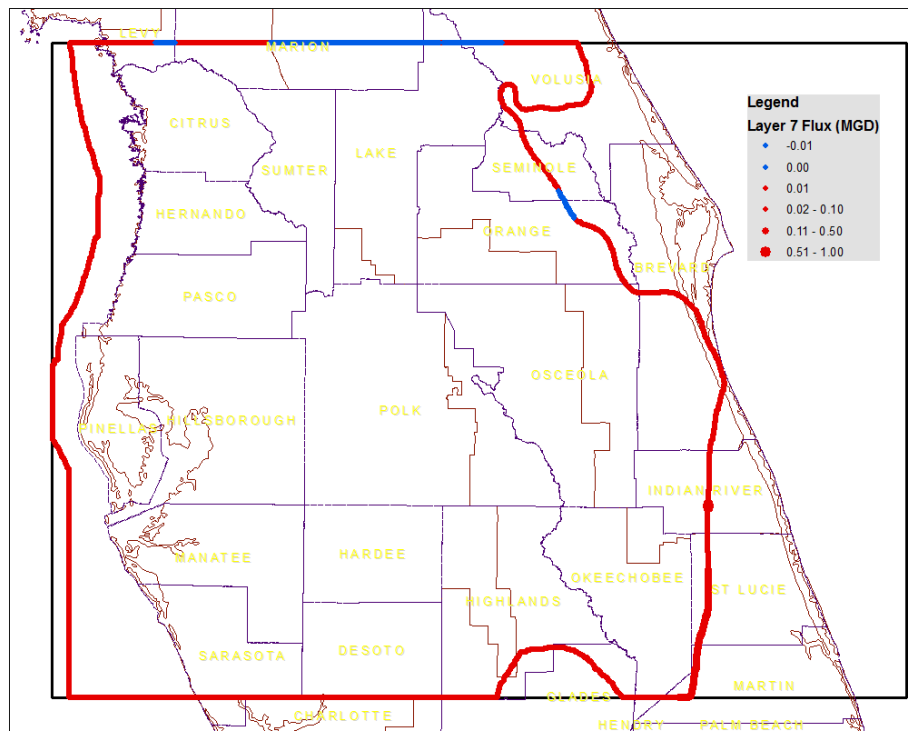 LEVY
MARION
VOLUSIA
Legend
Layer 7 Flux (MGD)
-0.01
0.00
0.01
0.02 - 0.10
0.11 - 0.50
0.51 - 1.00
CITRUS
LAKE
SUMTER
SEMINOLE
HERNANDO
ORANGE
BREVARD
PASCO
OSCEOLA
POLK
HILLSBOROUGH
PINELLAS
INDIAN RIVER
MANATEE
HARDEE
OKEECHOBEE
ST LUCIE
HIGHLANDS
SARASOTA
DESOTO
MARTIN
GLADES
CHARLOTTE
HENDRY
PALM BEACH